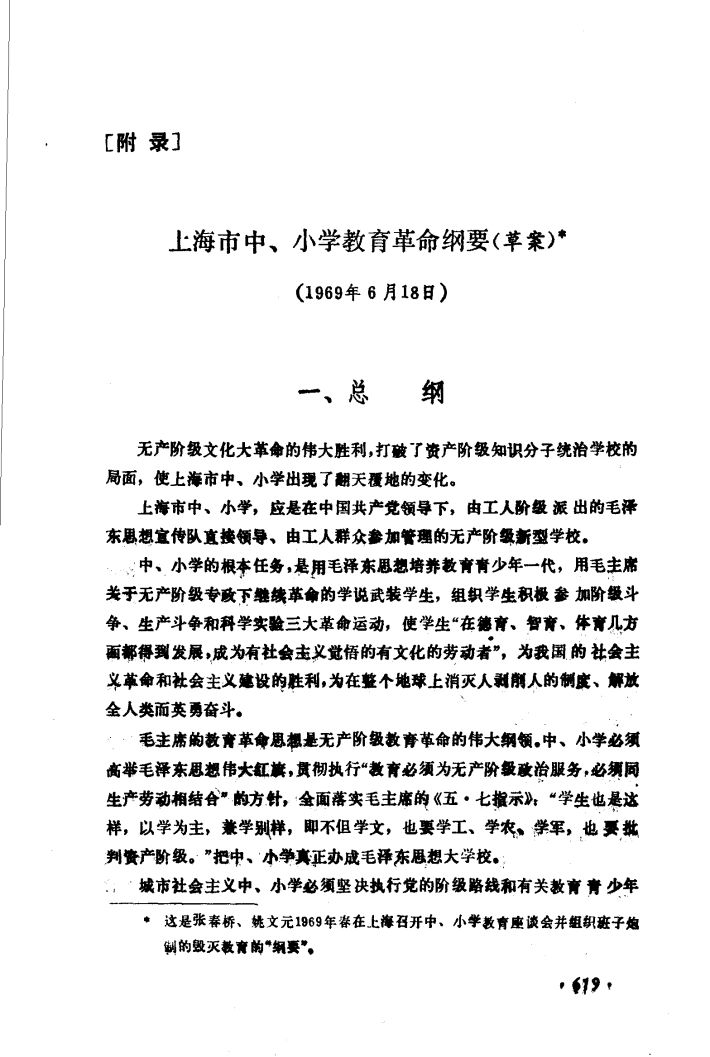 [附 录]
上海市中、小学教育革命纲要(草案)*
(1969年6月18日)
一、总 纲
无产阶级文化大革命的伟大胜利,打破了资产阶级知识分子统治学校的
局面，使上海市中、小学出现了翻天覆地的变化。
上海市中、小学，应是在中国共产党领导下，由工人阶级派出的毛泽
东思想宣传队直接领导、由工人群众参加管理的无产阶级新型学校。
中、小学的根本任务,是用毛泽东思想培养教育青少年一代，用毛主席
关于无产阶级专政下继续革命的学说武装学生，组织学生积极参加阶级斗
争、生产斗争和科学实验三大革命运动，使学生“在德育、智育、体育几方
面都得到发展,成为有社会主义觉悟的有文化的劳动者”，为我国的社会主
义革命和社会主义建设的胜利,为在整个地球上消灭人剥削人的制度、解放
全人类而英勇奋斗。
毛主席的教育革命思想是无产阶级教育革命的伟大纲领。中、小学必须
高举毛泽东思想伟大红旗,贯彻执行“教育必须为无产阶级政治服务,必须同
生产劳动相结合”的方针，全面落实毛主席的《五·七指示》：“学生也是这
样，以学为主，兼学别样，即不但学文，也要学工、学农、学军，也要批
判资产阶级。”把中、小学真正办成毛泽东思想大学校。
城市社会主义中、小学必须坚决执行党的阶级路线和有关教育青少年
* 这是张春桥、姚文元1969年春在上海召开中、小学教育座谈会并组织班子炮
制的毁灭教育的“纲要”。
·619·